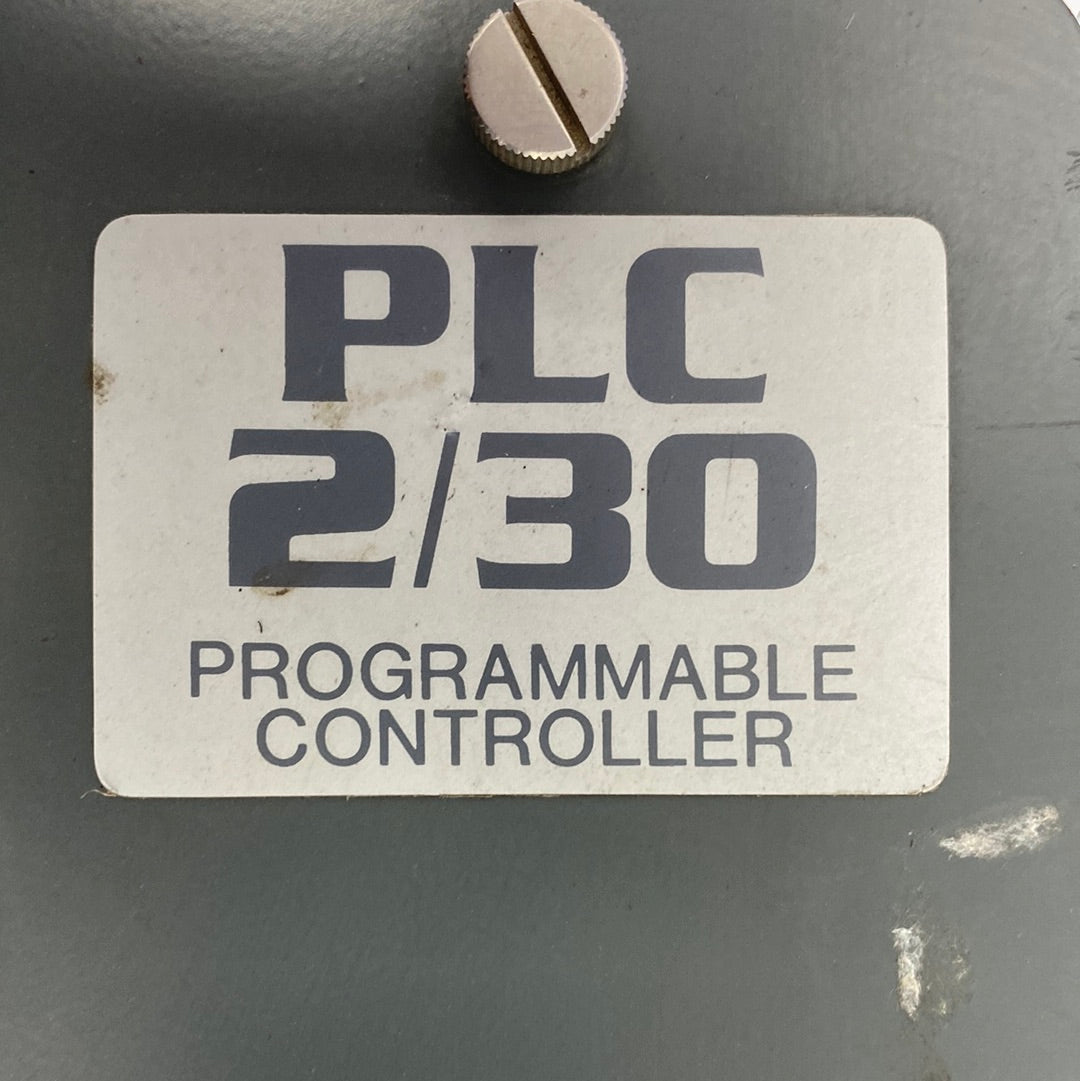 PLC
2/30
PROGRAMMABLE
CONTROLLER